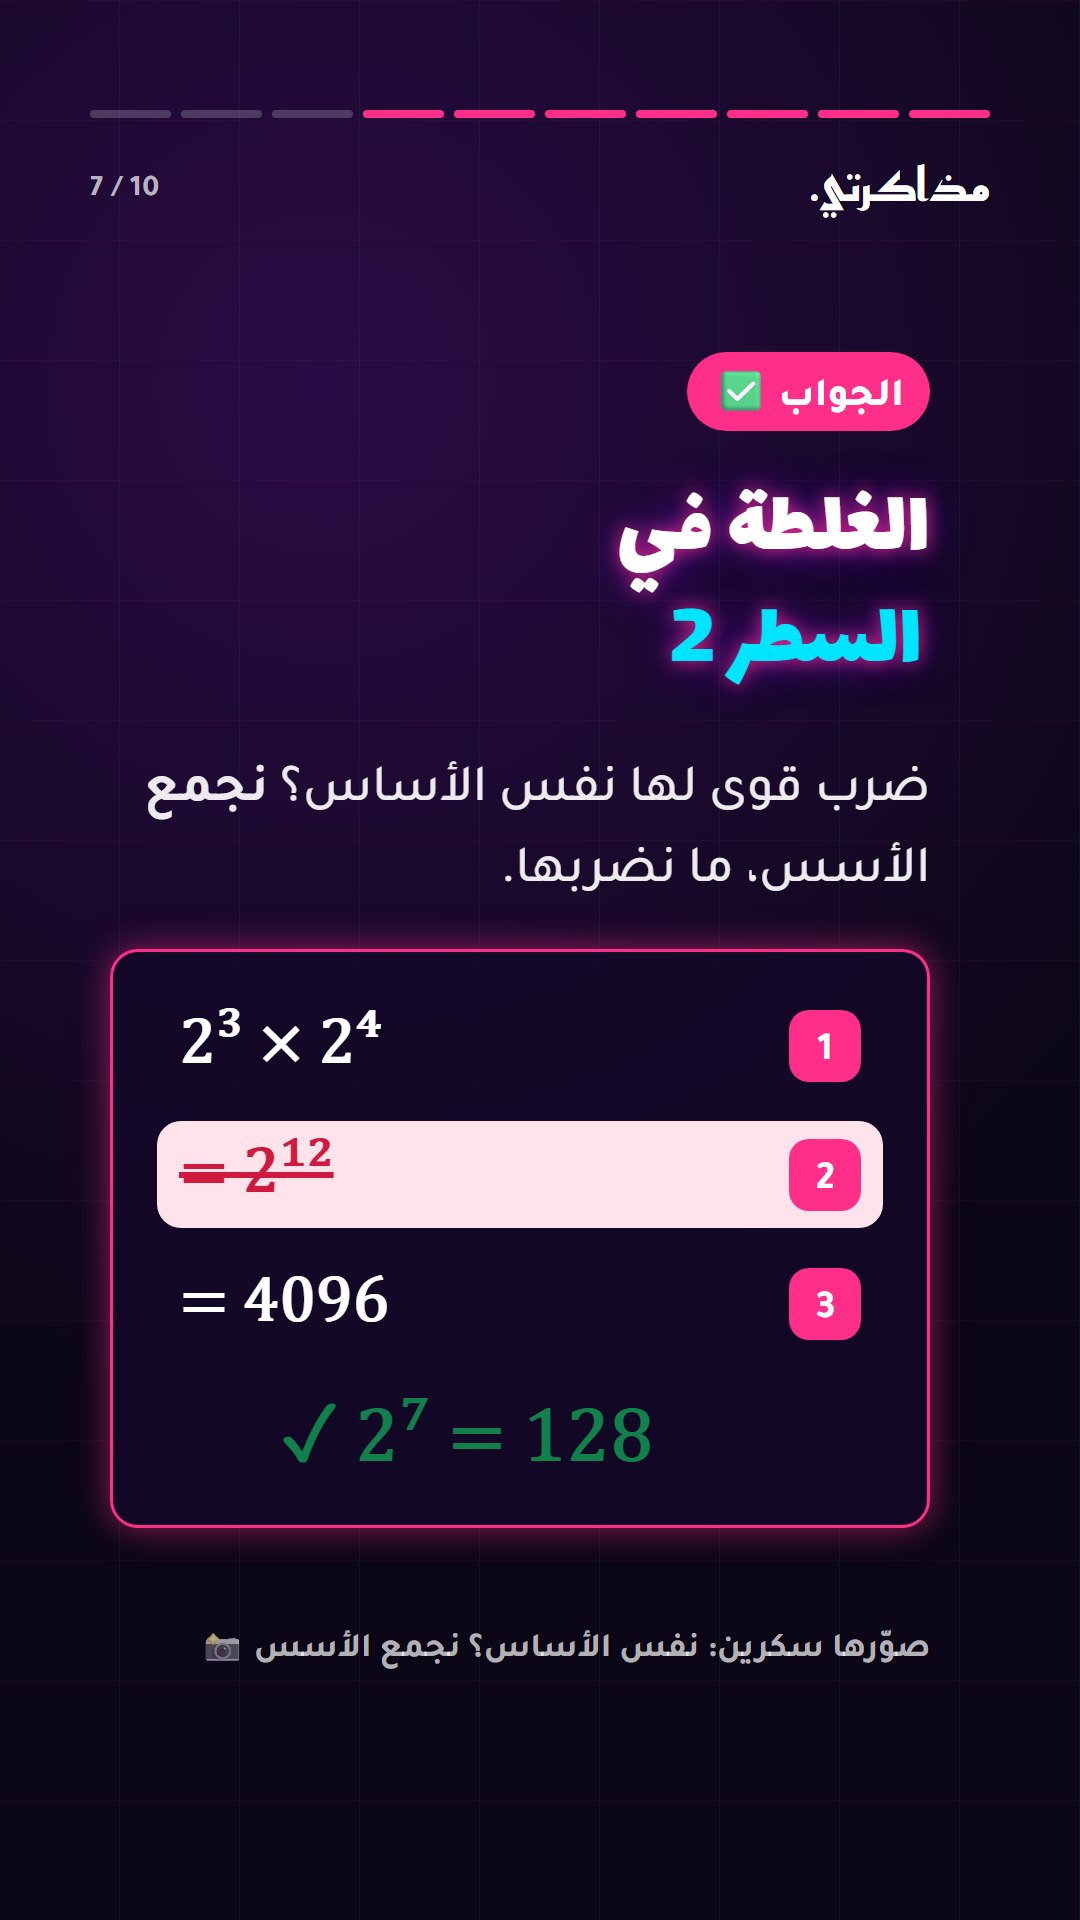 مذاكرتي.
7 / 10
الجواب ✅
الغلطة في
السطر 2
ضرب قوى لها نفس الأساس؟ نجمع
الأسس، ما نضربها.
1 2³ × 2⁴
2 = 2¹²
3 = 4096
✓ 2⁷ = 128
صوّرها سكرين: نفس الأساس؟ نجمع الأسس 📸